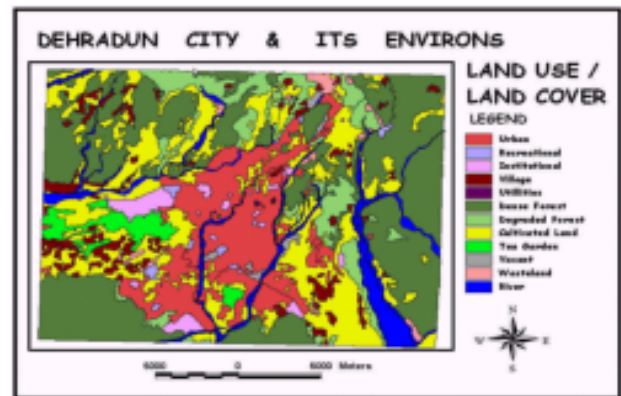 DEHRADUN CITY & ITS ENVIRONS
LAND USE /
LAND COVER
LEGEND
Urban
Recreational
Institutional
Village
Utilities
Dense Forest
Degraded Forest
Cultivated Land
Tea Garden
Vacant
Wasteland
River
N
W E
S
0 6000 Meters